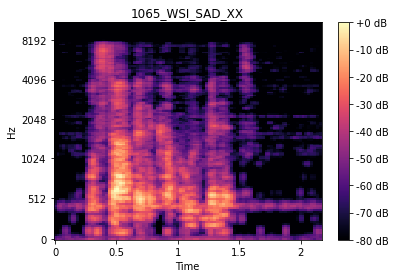 1065_WSI_SAD_XX
Hz
8192
4096
2048
1024
512
0
0
0.5
1
1.5
2
Time
+0 dB
-10 dB
-20 dB
-30 dB
-40 dB
-50 dB
-60 dB
-70 dB
-80 dB